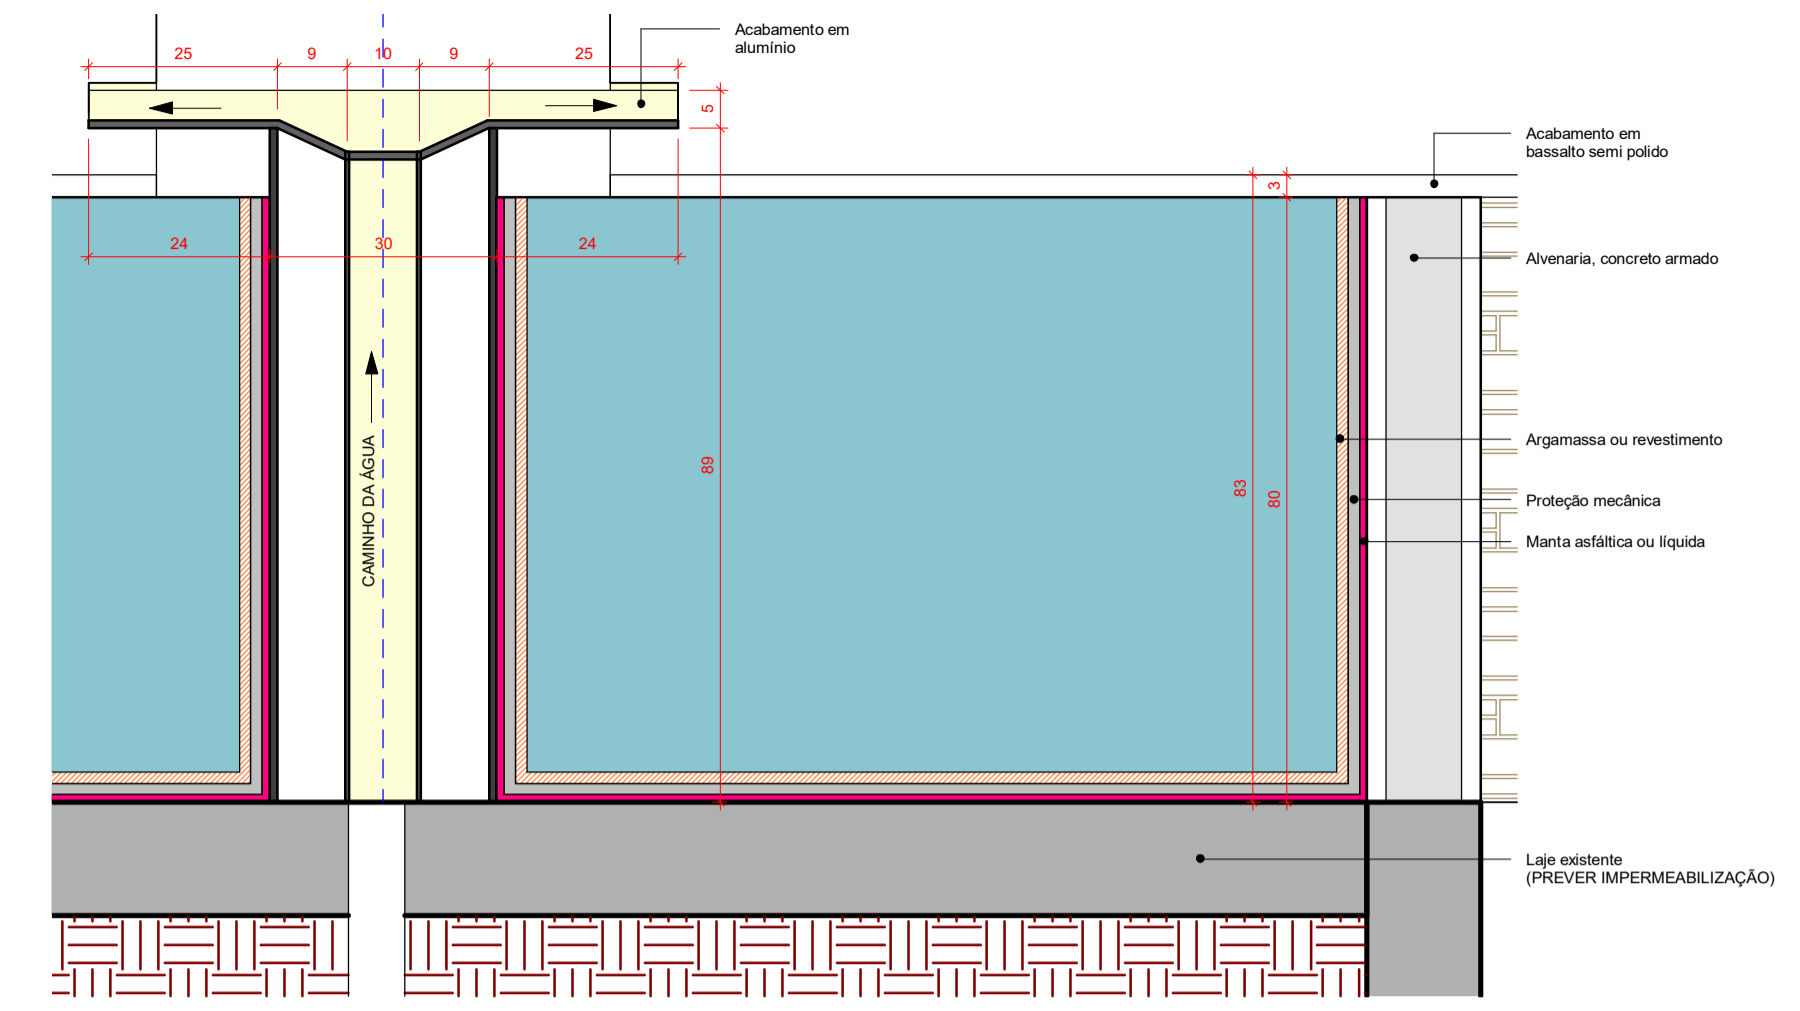 Acabamento em
alumínio
25 9 10 9 25
5
Acabamento em
bassalto semi polido
3
24 30 24
Alvenaria, concreto armado
CAMINHO DA ÁGUA
89
83
80
Argamassa ou revestimento
Proteção mecânica
Manta asfáltica ou líquida
Laje existente
(PREVER IMPERMEABILIZAÇÃO)